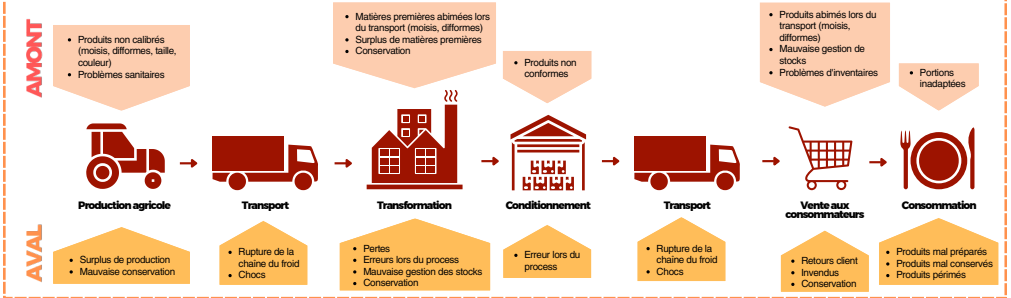 AMONT
• Produits non calibrés
(moisis, difformes, taille,
couleur)
• Problèmes sanitaires
• Matières premières abimées lors
du transport (moisis, difformes)
• Surplus de matières premières
• Conservation
• Produits non
conformes
• Produits abimés lors du
transport (moisis,
difformes)
• Mauvaise gestion de
stocks
• Problèmes d'inventaires
• Portions
inadaptées
Production agricole
Transport
Transformation
Conditionnement
Transport
Vente aux
consommateurs
Consommation
AVAL
• Surplus de production
• Mauvaise conservation
• Rupture de la
chaine du froid
• Chocs
• Pertes
• Erreurs lors du process
• Mauvaise gestion des stocks
• Conservation
• Erreur lors du
process
• Rupture de la
chaine du froid
• Chocs
• Retours client
• Invendus
• Conservation
• Produits mal préparés
• Produits mal conservés
• Produits périmés